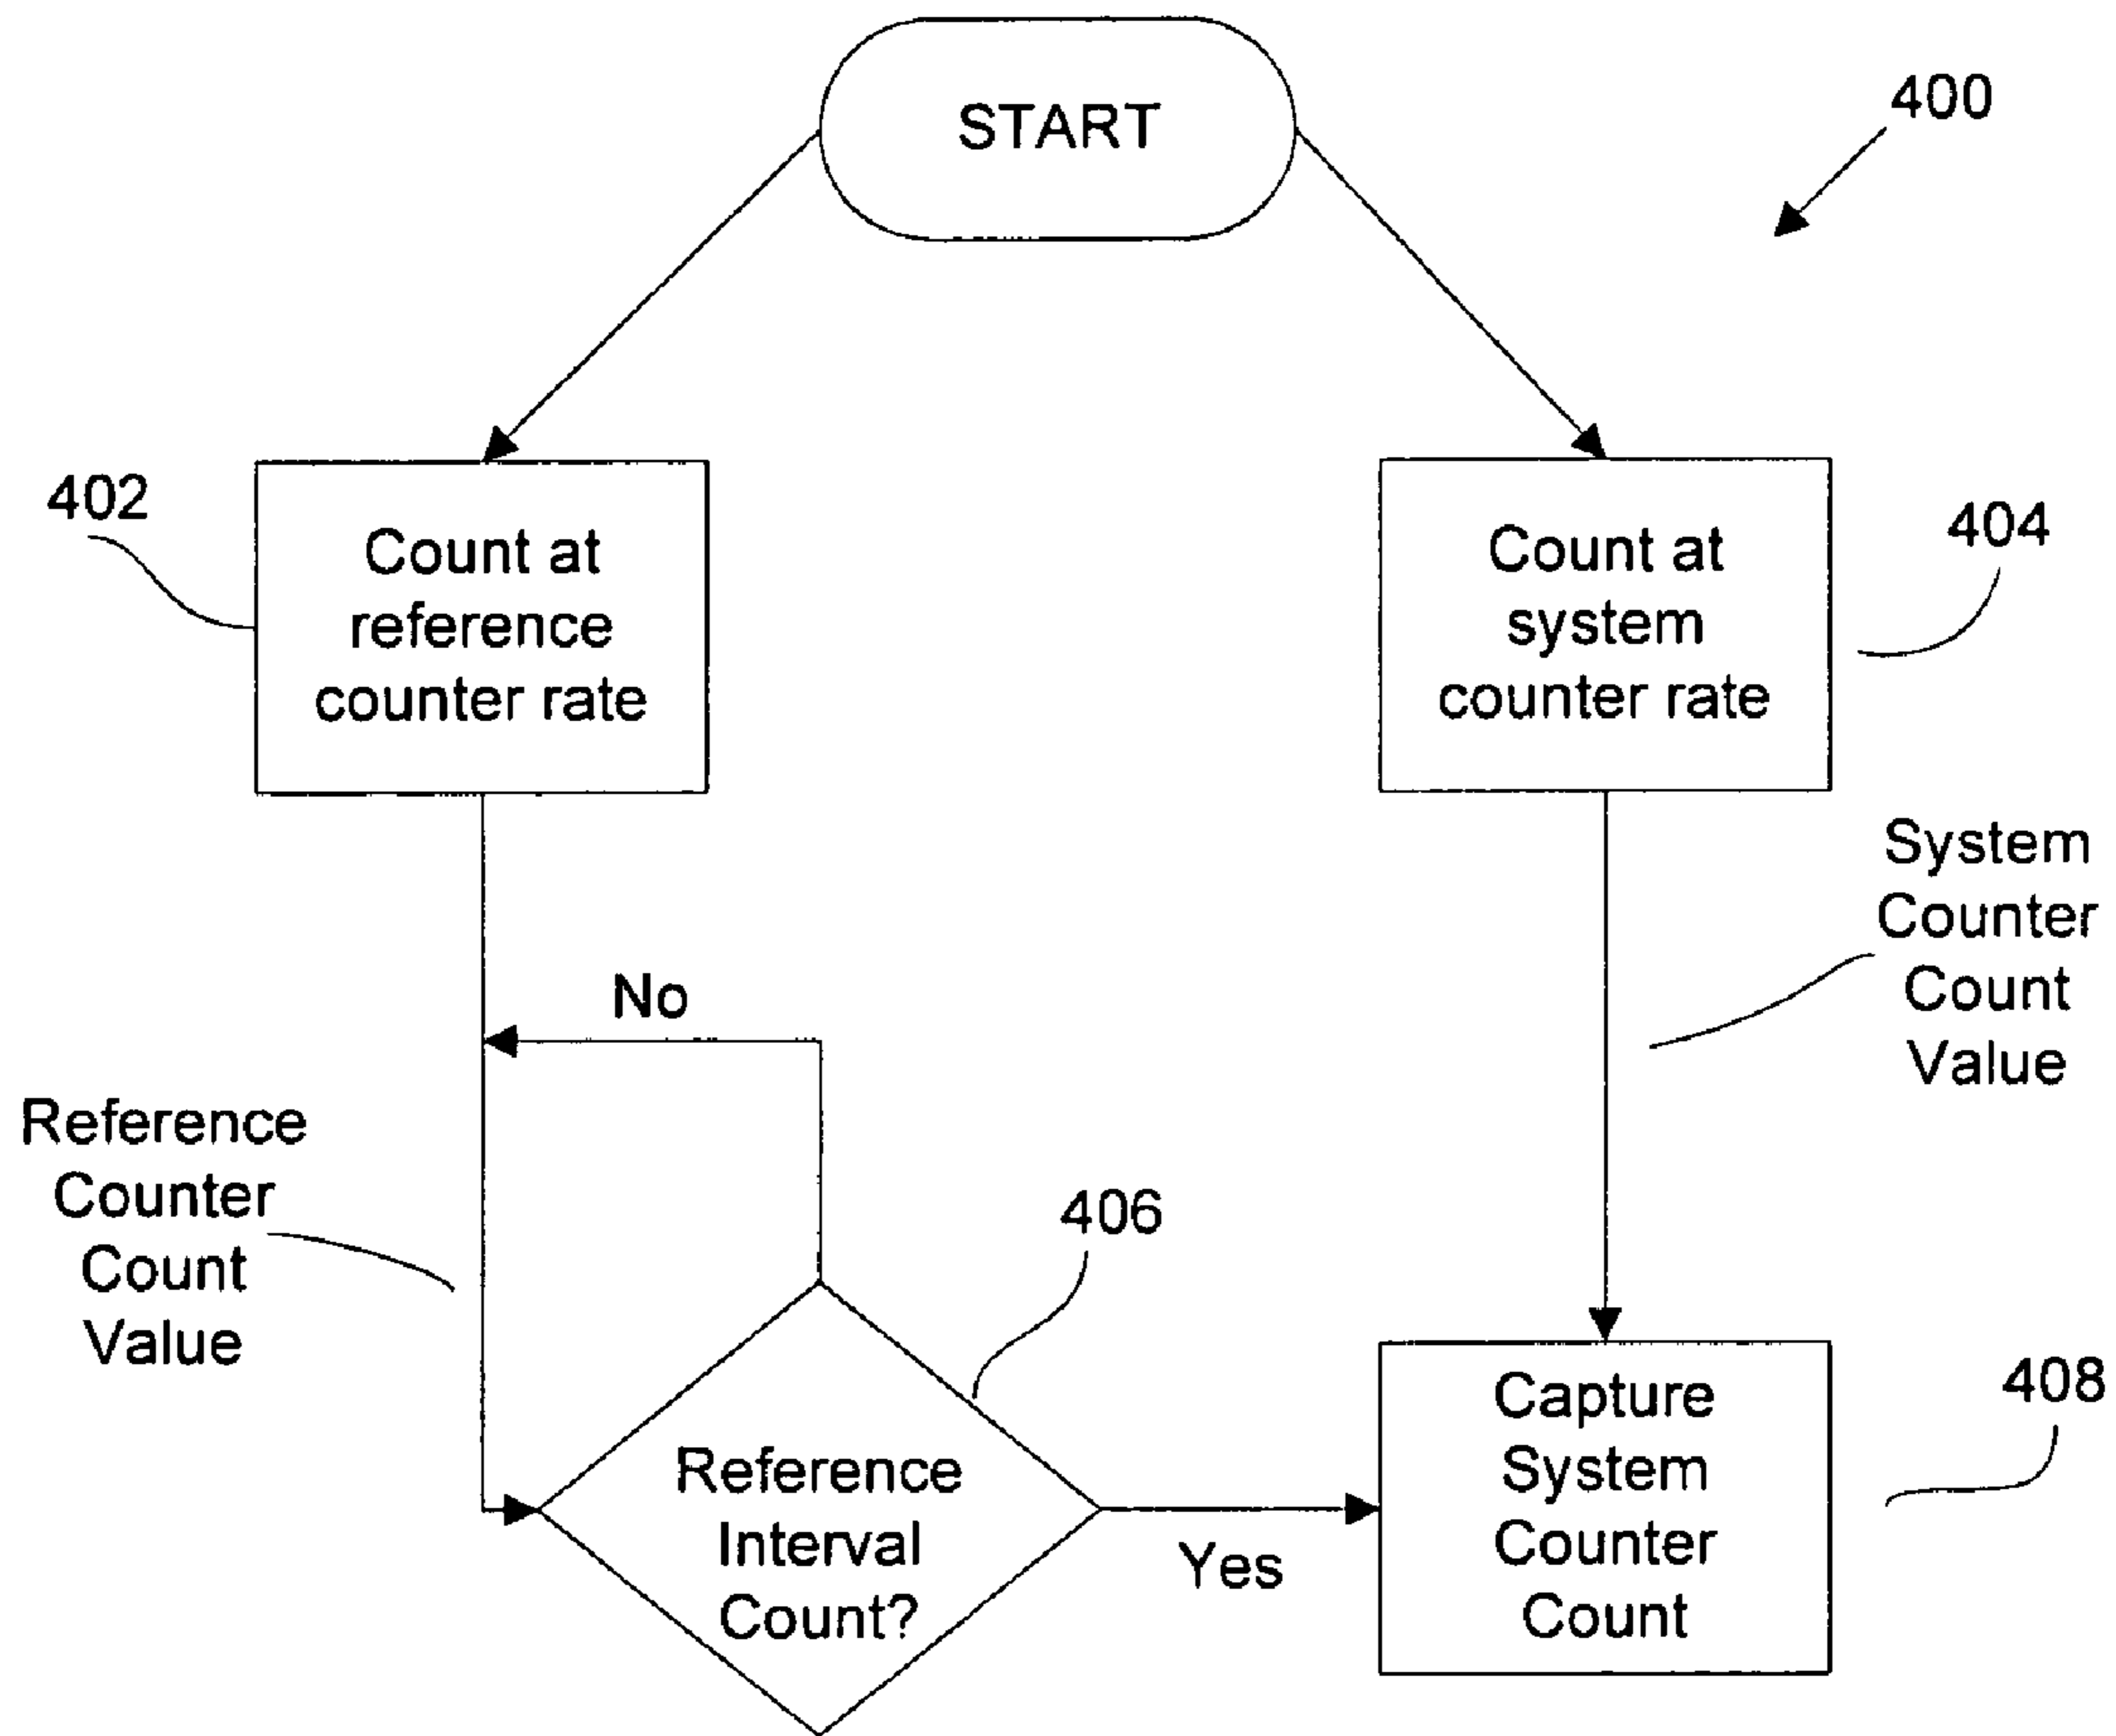 START
400
402
Count at
reference
counter rate
Count at
system
counter rate
404
System
Counter
Count
Value
No
Reference
Counter
Count
Value
406
Reference
Interval
Count?
Yes
Capture
System
Counter
Count
408